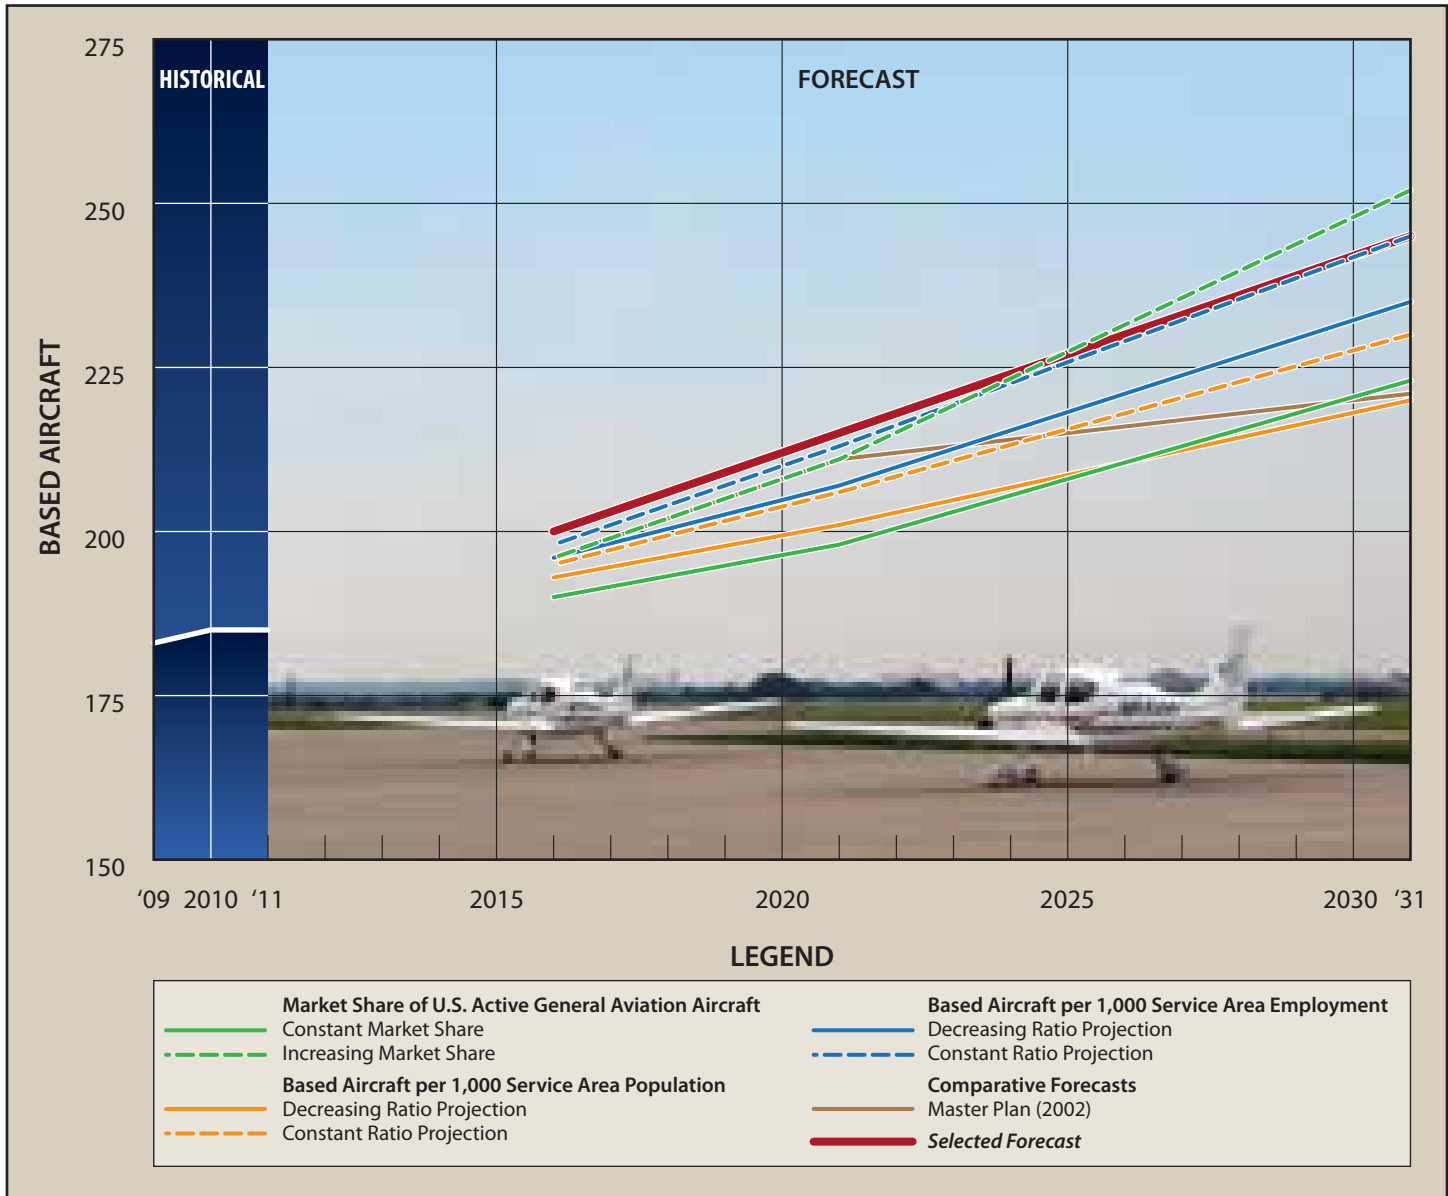 275
HISTORICAL
FORECAST
250
225
BASED AIRCRAFT
200
175
150
‘09 2010 ‘11 2015 2020 2025 2030 ‘31
LEGEND
Market Share of U.S. Active General Aviation Aircraft
Constant Market Share
Increasing Market Share
Based Aircraft per 1,000 Service Area Population
Decreasing Ratio Projection
Constant Ratio Projection
Based Aircraft per 1,000 Service Area Employment
Decreasing Ratio Projection
Constant Ratio Projection
Comparative Forecasts
Master Plan (2002)
Selected Forecast